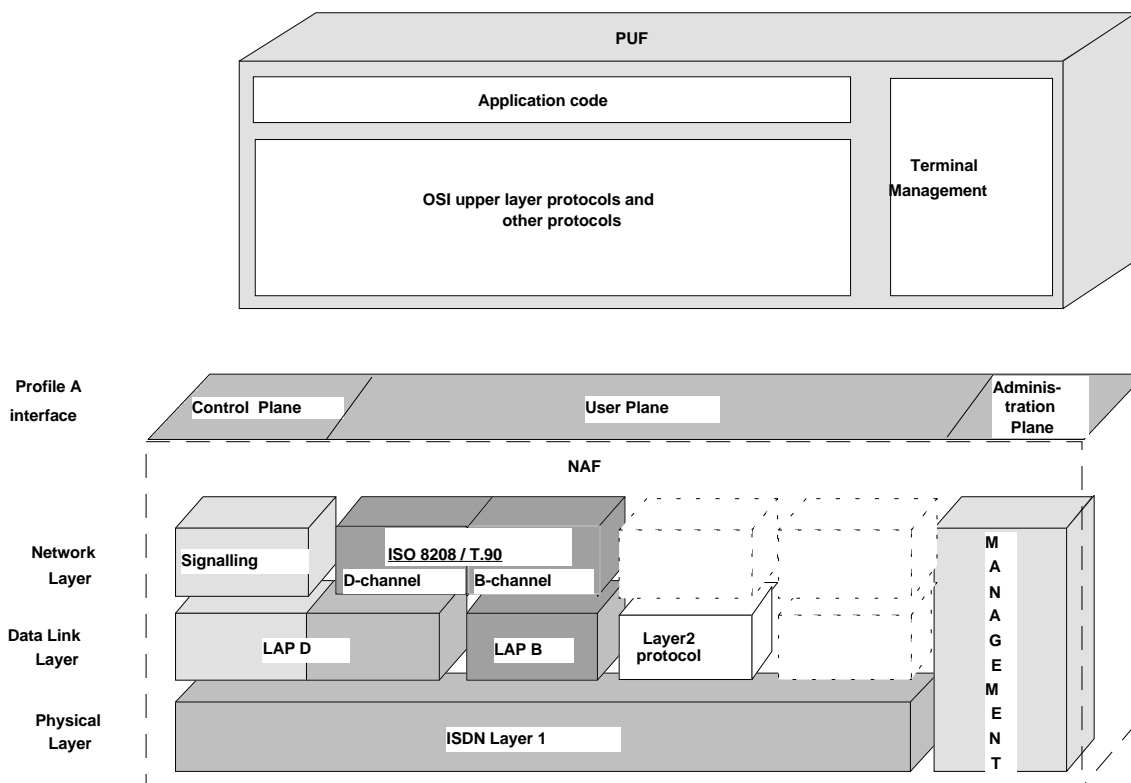 PUF
Application code
OSI upper layer protocols and
other protocols
Terminal
Management
Profile A
interface
Control Plane
User Plane
Adminis-
tration
Plane
NAF
Network
Layer
Signalling
ISO 8208 / T.90
D-channel
B-channel
Data Link
Layer
LAP D
LAP B
Layer2
protocol
Physical
Layer
ISDN Layer 1
M
A
N
A
G
E
M
E
N
T